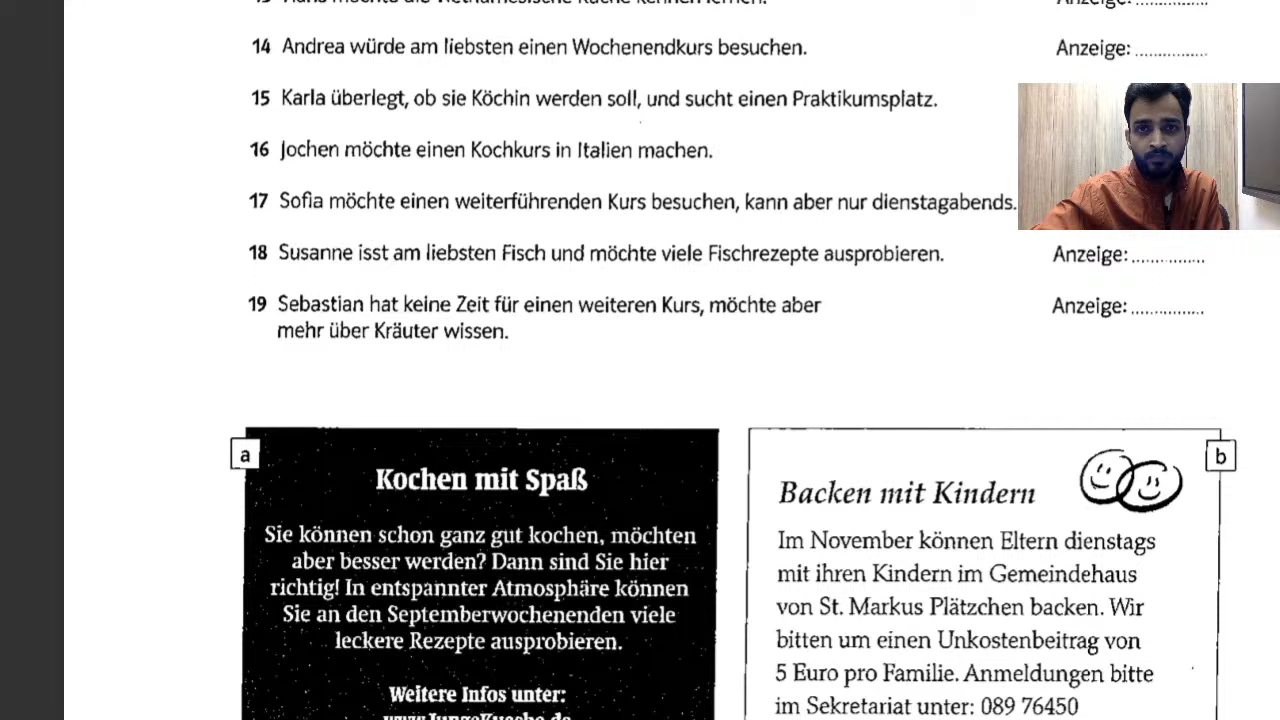 14 Andrea würde am liebsten einen Wochenendkurs besuchen. Anzeige: ...............
15 Karla überlegt, ob sie Köchin werden soll, und sucht einen Praktikumsplatz.
16 Jochen möchte einen Kochkurs in Italien machen.
17 Sofia möchte einen weiterführenden Kurs besuchen, kann aber nur dienstagabends.
18 Susanne isst am liebsten Fisch und möchte viele Fischrezepte ausprobieren. Anzeige: ...............
19 Sebastian hat keine Zeit für einen weiteren Kurs, möchte aber Anzeige: ...............
mehr über Kräuter wissen.
a
Kochen mit Spaß
Sie können schon ganz gut kochen, möchten
aber besser werden? Dann sind Sie hier
richtig! In entspannter Atmosphäre können
Sie an den Septemberwochenenden viele
leckere Rezepte ausprobieren.
Weitere Infos unter:
b
Backen mit Kindern
Im November können Eltern dienstags
mit ihren Kindern im Gemeindehaus
von St. Markus Plätzchen backen. Wir
bitten um einen Unkostenbeitrag von
5 Euro pro Familie. Anmeldungen bitte
im Sekretariat unter: 089 76450